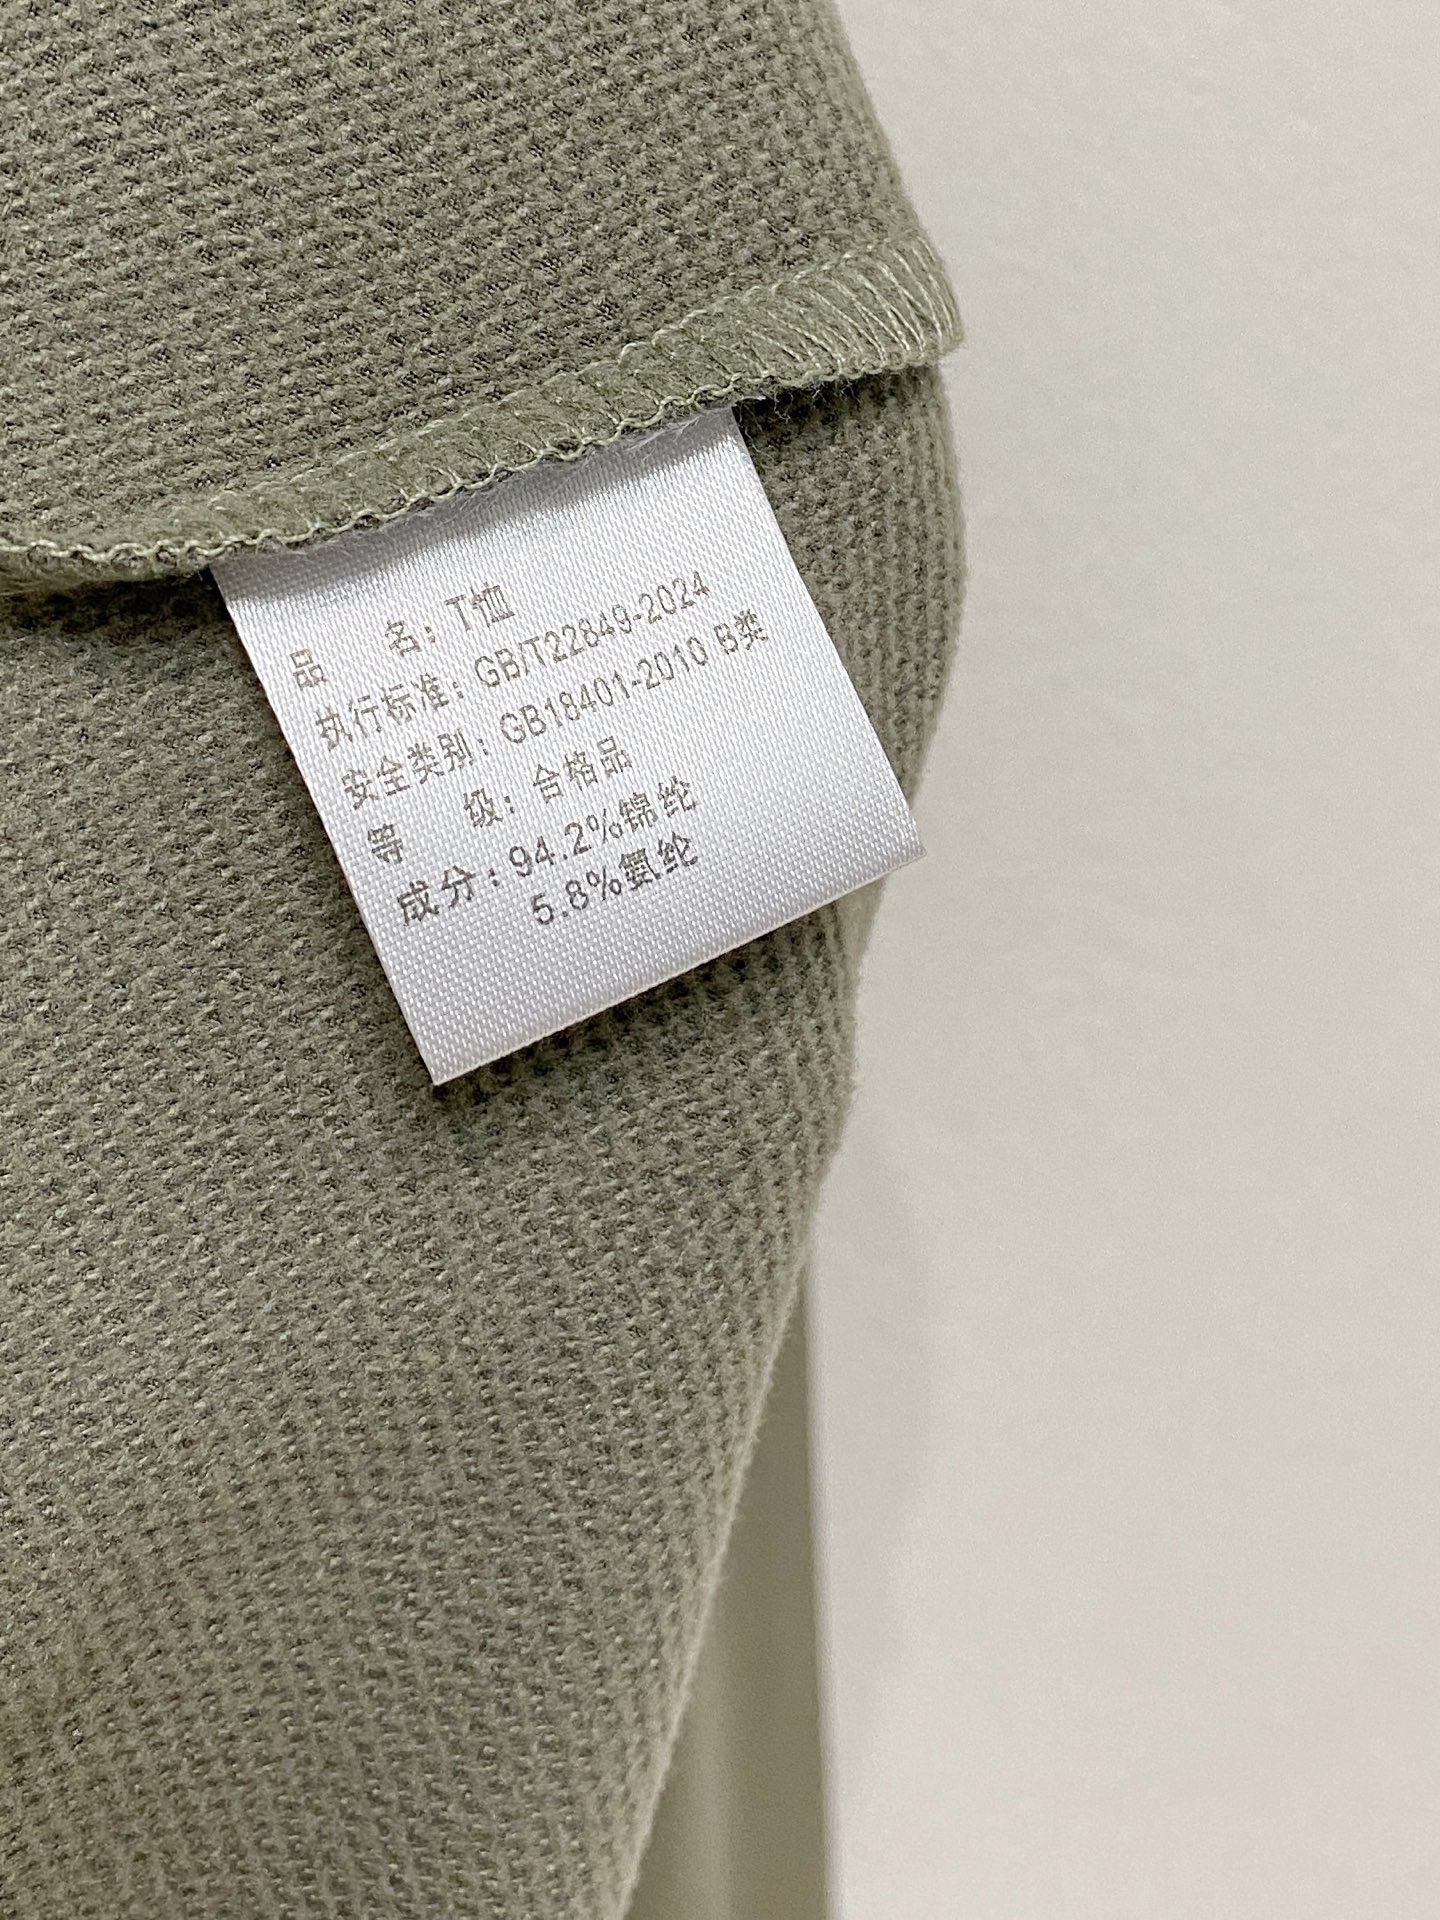 品 名：T恤
执行标准：GB/T22849-2024
安全类别：GB18401-2010 B类
等 级：合格品
成分：94.2%锦纶
5.8%氨纶